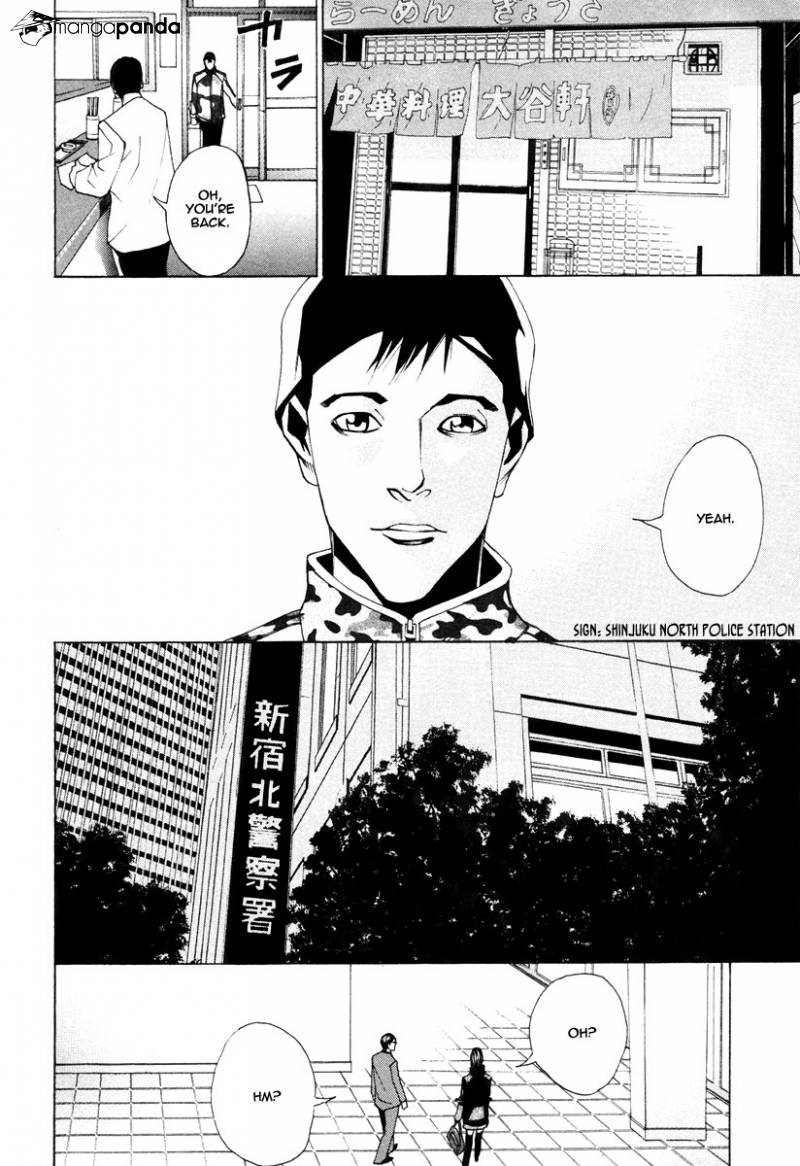 らーめん ぎょうざ
中華料理 大谷軒
mangapanda
ガラ
OH,
YOU'RE
BACK.
YEAH.
SIGN: SHINJUKU NORTH POLICE STATION
新宿北警察署
OH?
HM?